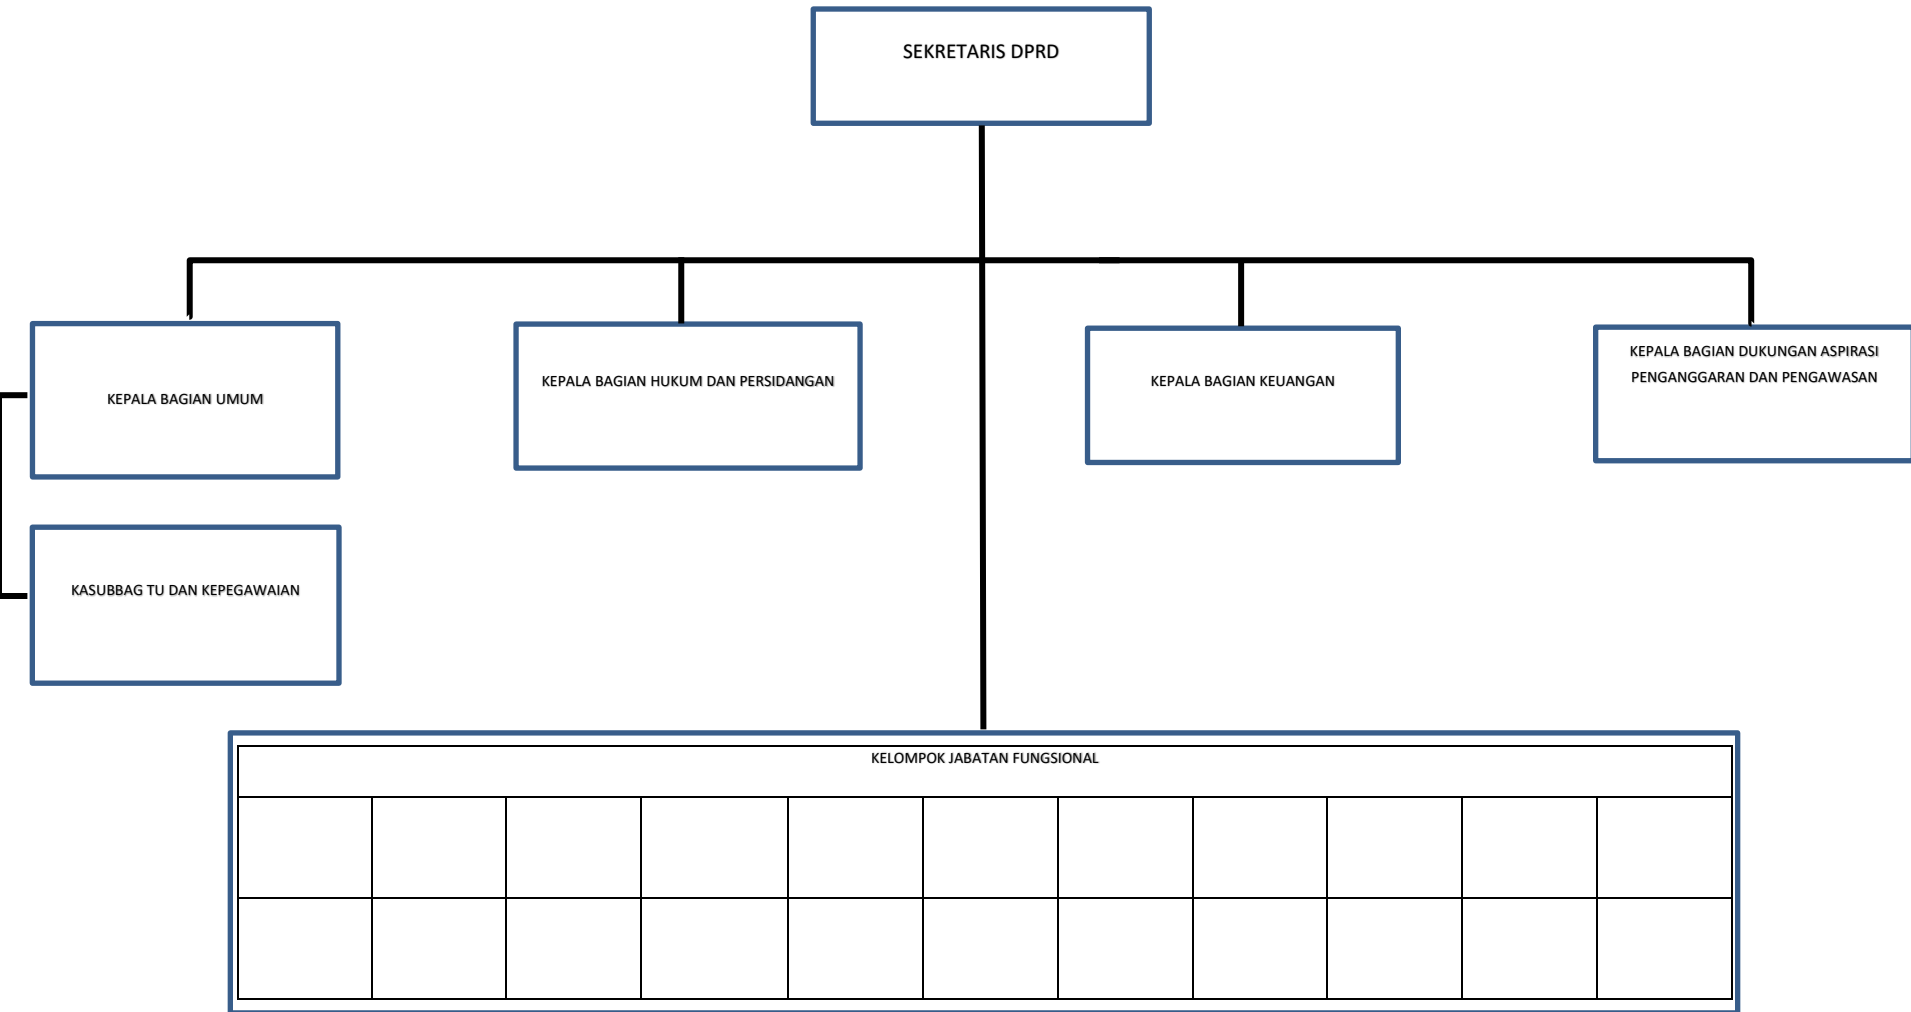 SEKRETARIS DPRD
KEPALA BAGIAN UMUM
KEPALA BAGIAN HUKUM DAN PERSIDANGAN
KEPALA BAGIAN KEUANGAN
KEPALA BAGIAN DUKUNGAN ASPIRASI
PENGANGGARAN DAN PENGAWASAN
KASUBBAG TU DAN KEPEGAWAIAN
KELOMPOK JABATAN FUNGSIONAL